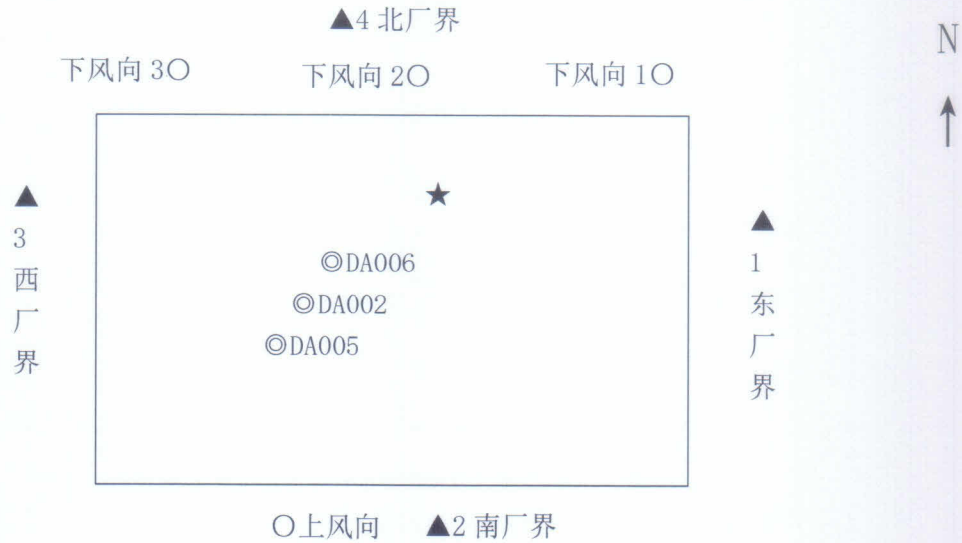 ▲4 北厂界
N
下风向 3○
下风向 2○
下风向 1○
▲
3
西
厂
界
★
▲
1
东
厂
界
◎DA006
◎DA002
◎DA005
○上风向
▲2 南厂界